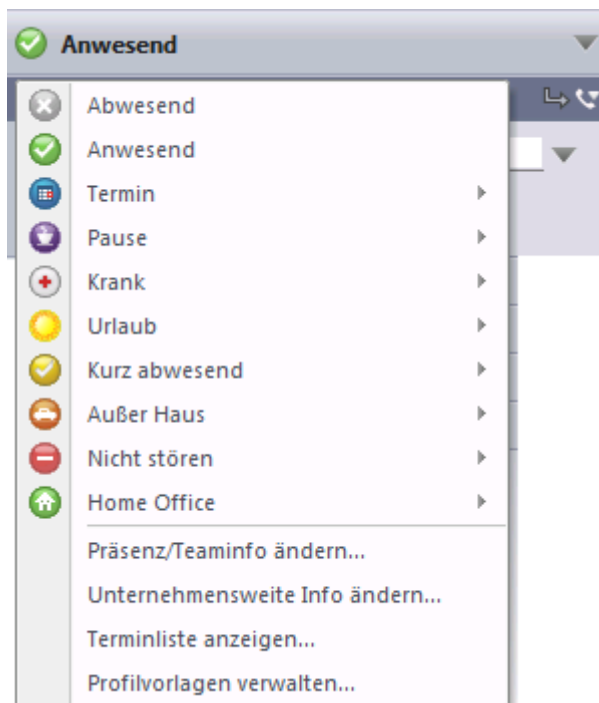 Anwesend
Abwesend
Anwesend
Termin
Pause
Krank
Urlaub
Kurz abwesend
Außer Haus
Nicht stören
Home Office
Präsenz/Teaminfo ändern...
Unternehmensweite Info ändern...
Terminliste anzeigen...
Profilvorlagen verwalten...